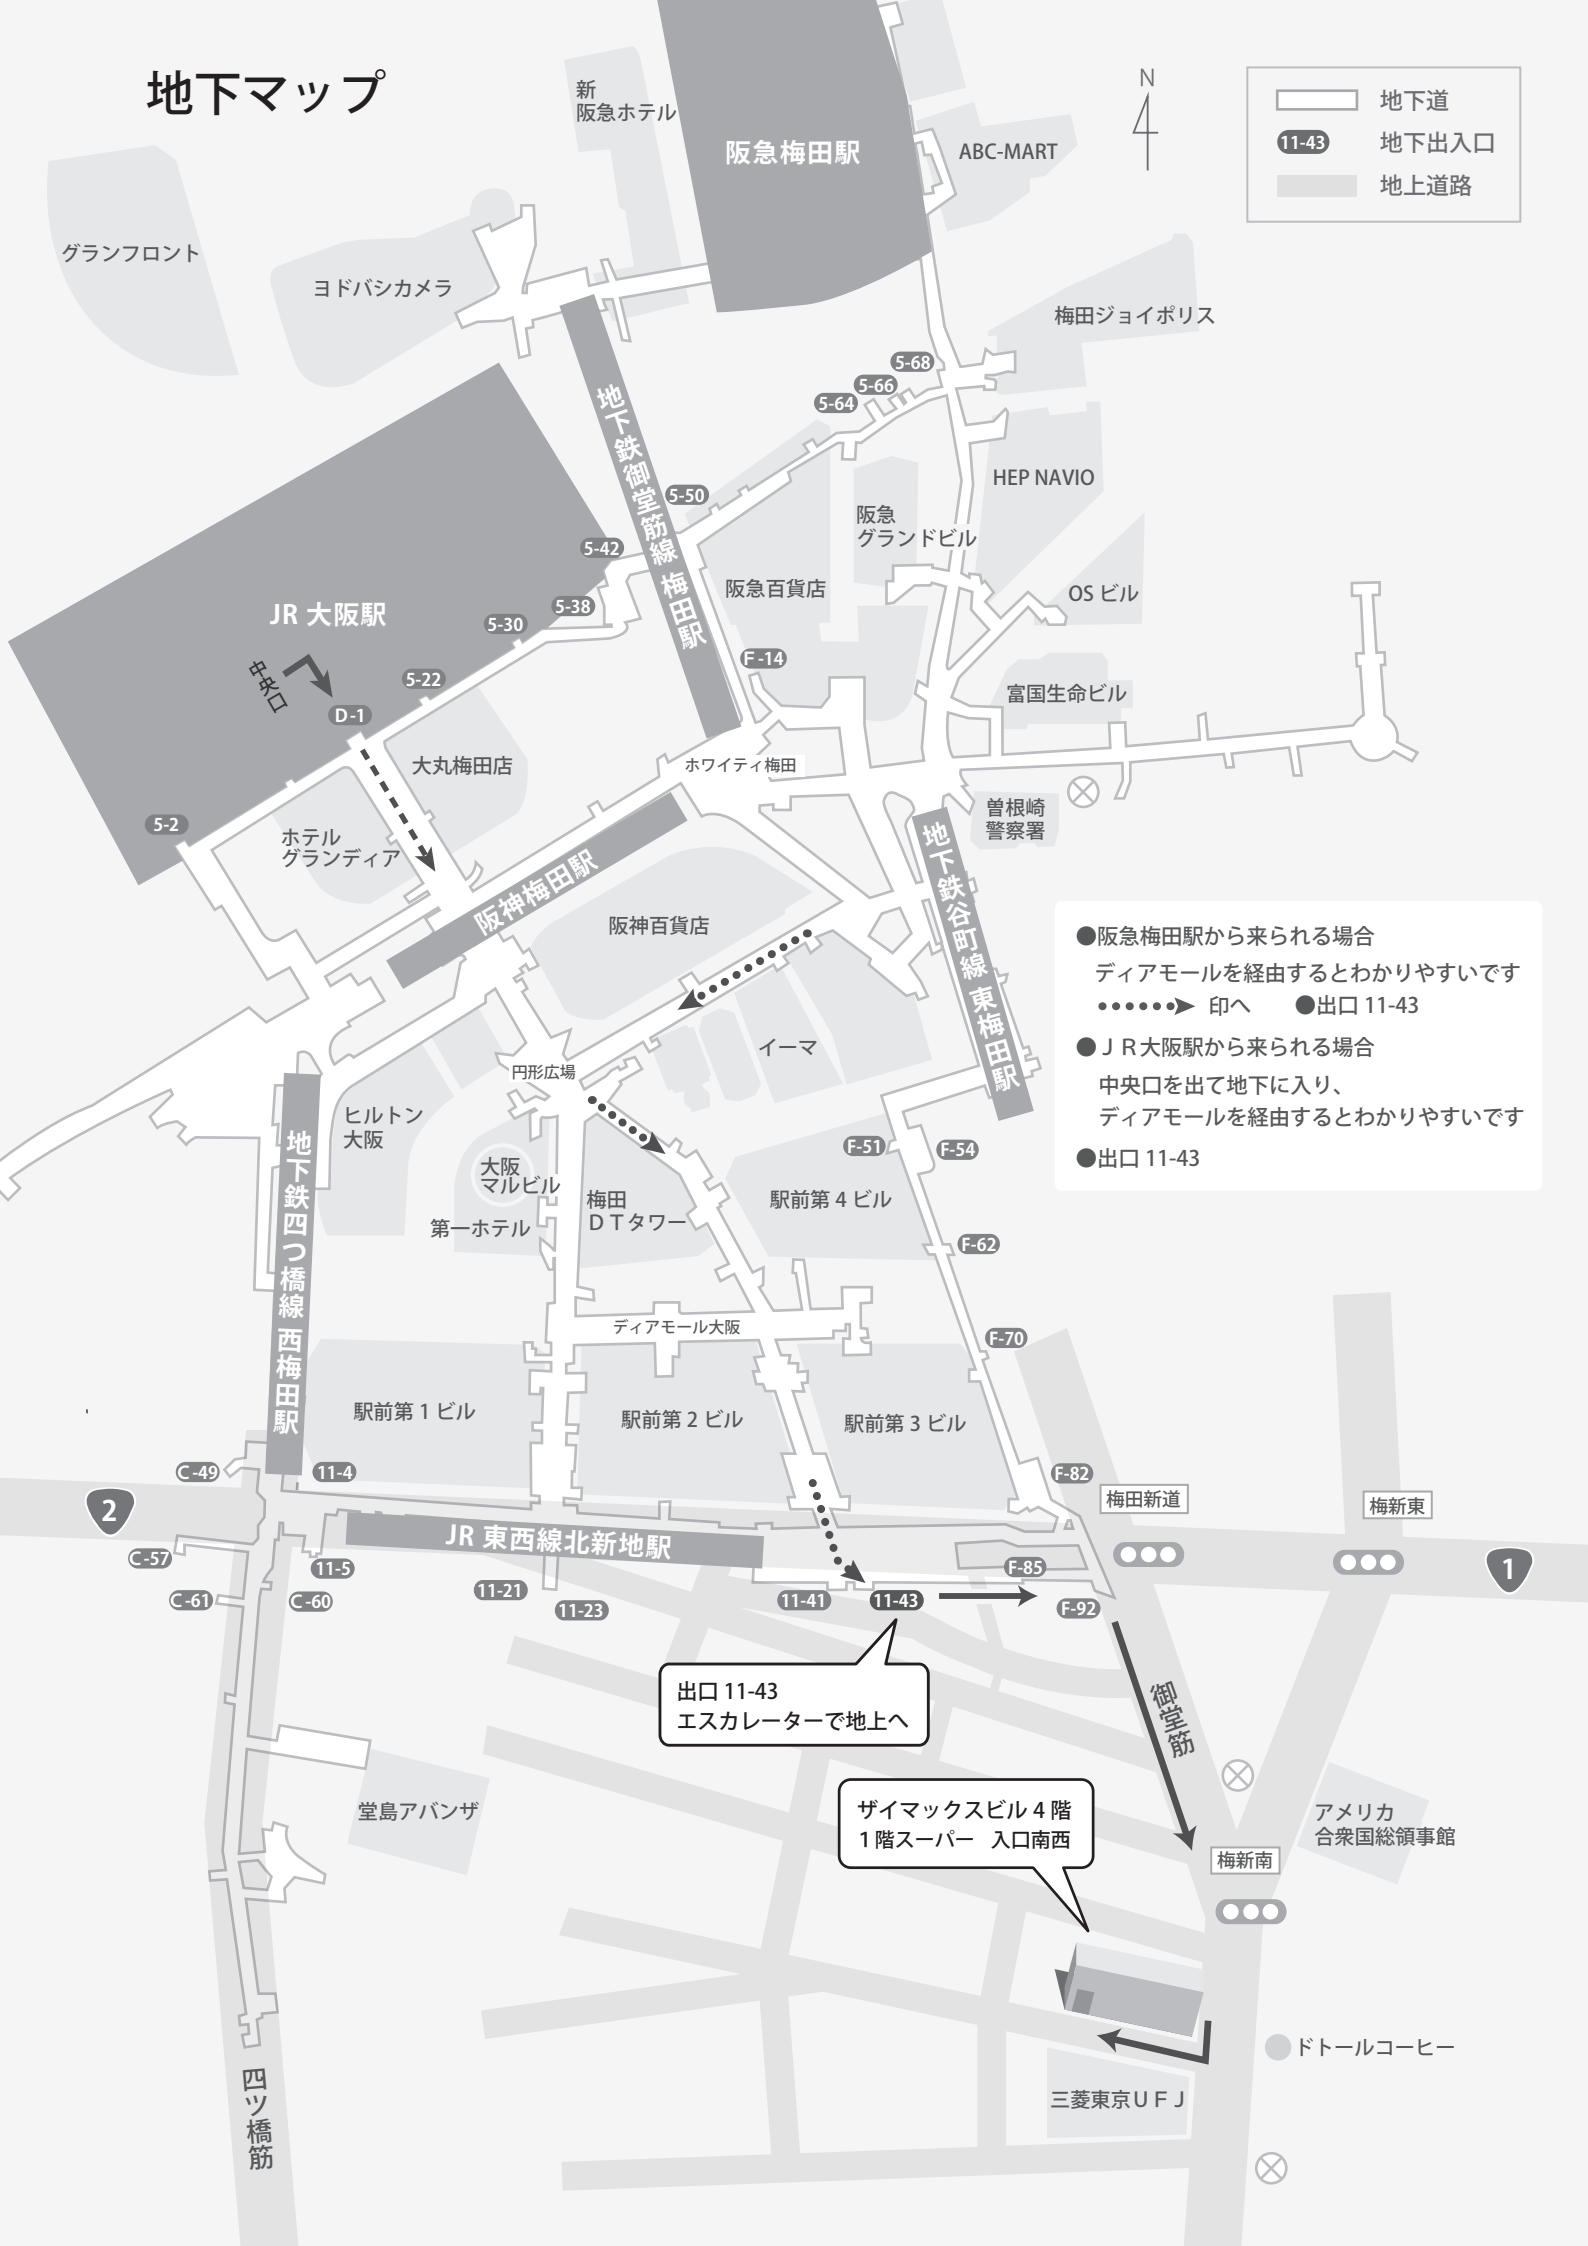 地下マップ
N
地下道
11-43
地下出入口
地上道路
新
阪急ホテル
阪急梅田駅
ABC-MART
グランフロント
ヨドバシカメラ
梅田ジョイポリス
5-68
5-66
5-64
地下鉄御堂筋線 梅田駅
HEP NAVIO
5-50
阪急
グランドビル
5-42
阪急百貨店
OS ビル
JR 大阪駅
5-38
5-30
F-14
中央口
5-22
富国生命ビル
D-1
大丸梅田店
ホワイティ梅田
5-2
ホテル
グランディア
曽根崎
警察署
阪神梅田駅
阪神百貨店
地下鉄谷町線 東梅田駅
●阪急梅田駅から来られる場合
ディアモールを経由するとわかりやすいです
印へ ●出口 11-43
●ＪＲ大阪駅から来られる場合
中央口を出て地下に入り、
ディアモールを経由するとわかりやすいです
●出口 11-43
イーマ
円形広場
ヒルトン
大阪
地下鉄四つ橋線 西梅田駅
大阪
マルビル
F-51
F-54
梅田
ＤＴタワー
駅前第 4 ビル
第一ホテル
F-62
ディアモール大阪
F-70
駅前第 1 ビル
駅前第 2 ビル
駅前第 3 ビル
C-49
11-4
F-82
梅田新道
梅新東
2
JR 東西線北新地駅
C-57
11-5
F-85
1
C-61
C-60
11-21
11-23
11-41
11-43
F-92
出口 11-43
エスカレーターで地上へ
御堂筋
ザイマックスビル 4 階
1 階スーパー 入口南西
堂島アバンザ
アメリカ
合衆国総領事館
梅新南
ドトールコーヒー
三菱東京ＵＦＪ
四ツ橋筋